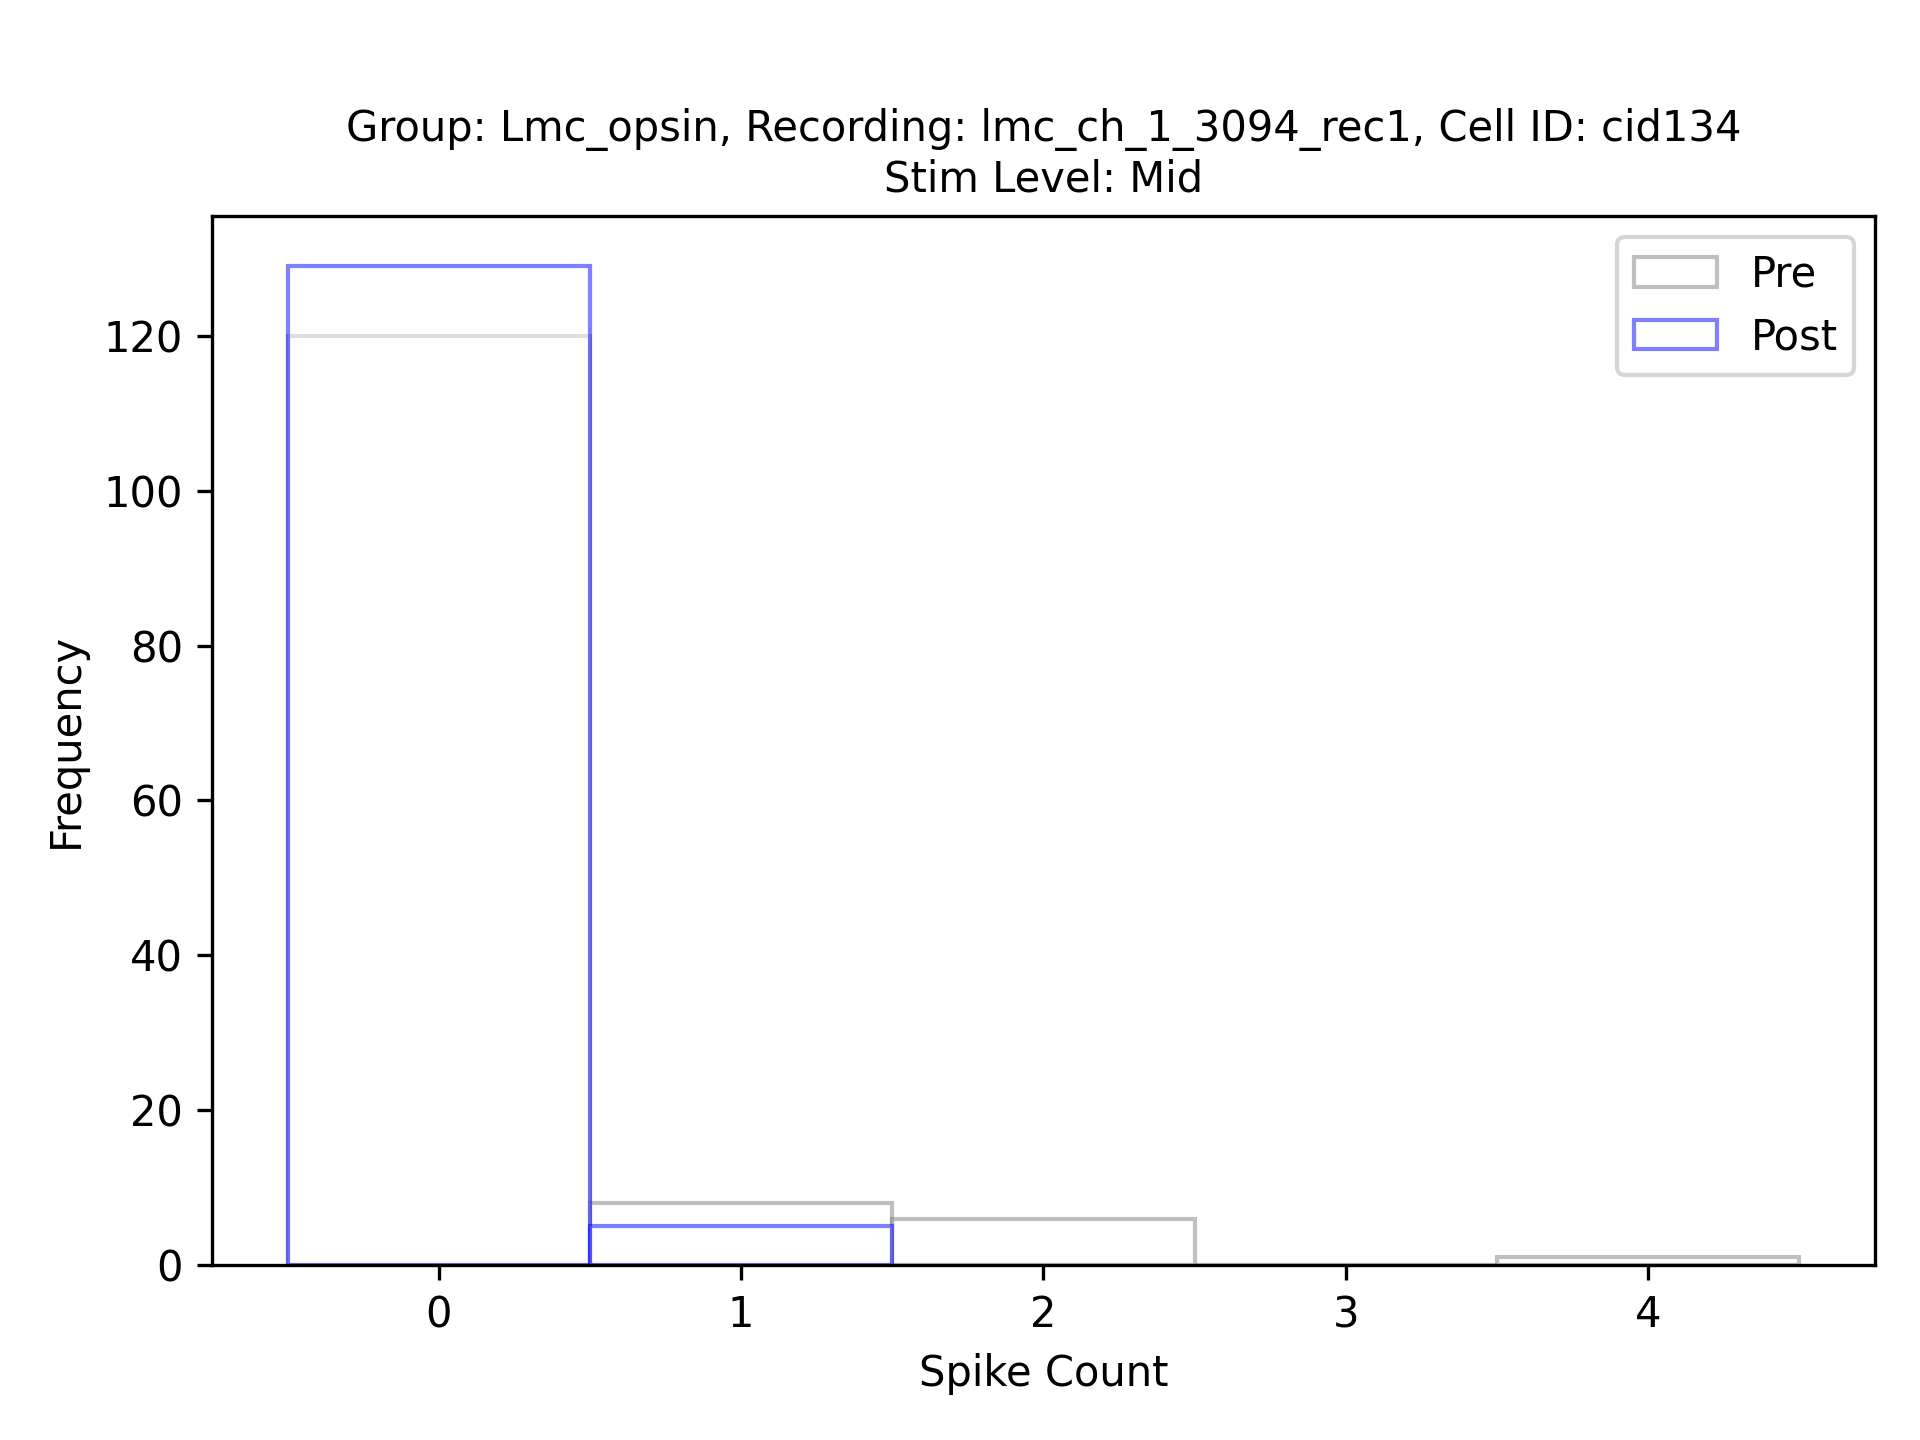 Group: Lmc_opsin, Recording: lmc_ch_1_3094_rec1, Cell ID: cid134
Stim Level: Mid
Pre
Post
120
100
80
60
40
20
0
Frequency
0 1 2 3 4
Spike Count